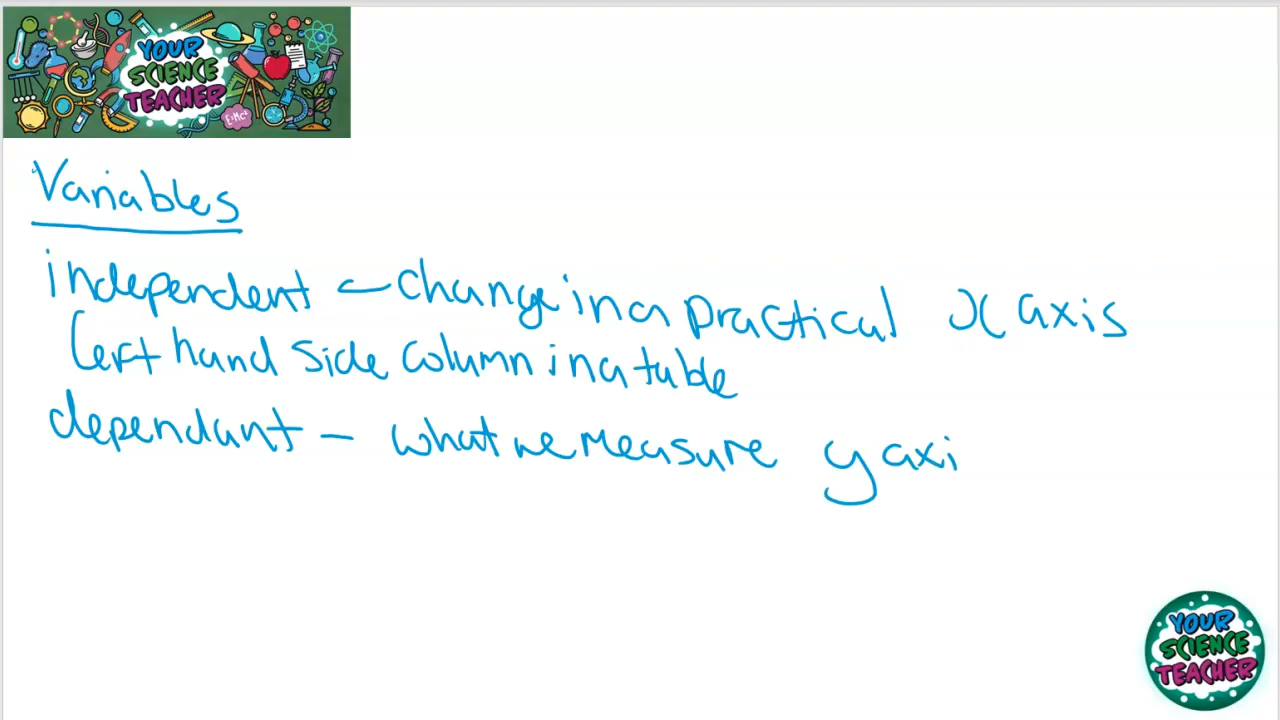 YOUR
SCIENCE
TEACHER
E=MC²
Variables
independent – change in a practical x axis
Left hand side column in a table
dependant – what we measure y axi
YOUR
SCIENCE
TEACHER